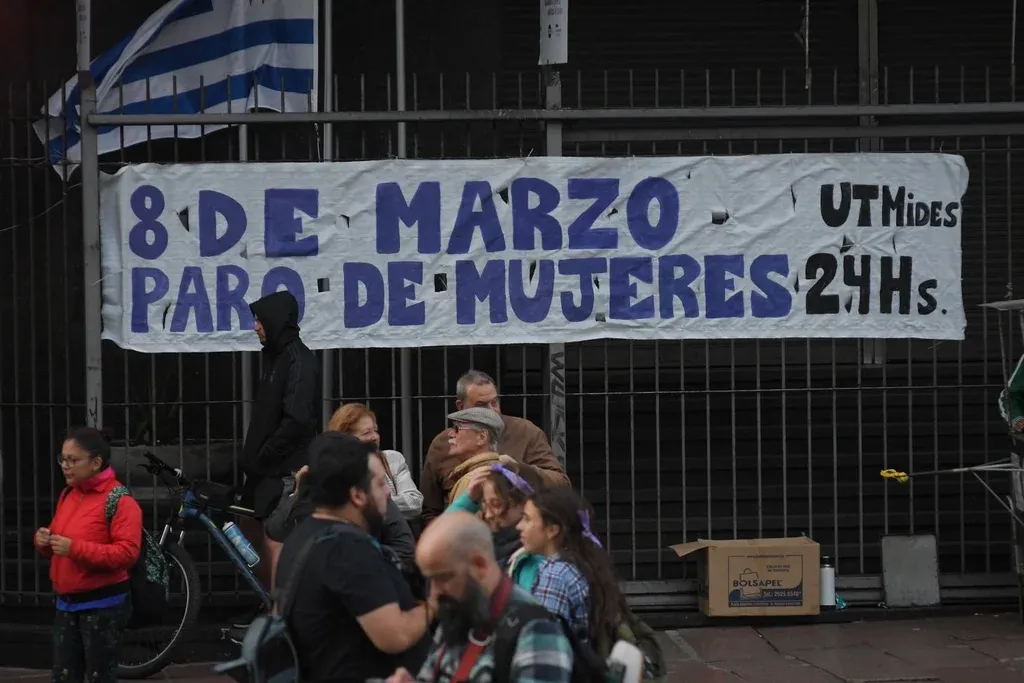 8 DE MARZO
PARO DE MUJERES
UTMiDES
24Hs.
BOLSAPEL